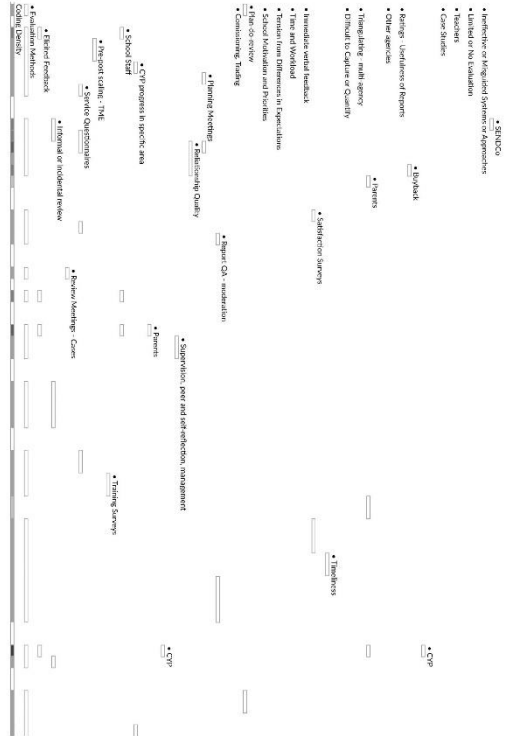 • SENDCo
• Ineffective or Misguided Systems or Approaches
• Limited or No Evaluation
• Teachers
• Case Studies
• CYP
• Buyback
• Ratings - Usefulness of Reports
• Other agencies
• Parents
• Triangulating - multi agency
• Difficult to Capture or Quantify
• Timeliness
• Satisfaction Surveys
• Immediate verbal feedback
• Time and Workload
• Tension from Differences in Expectations
• School Motivation and Priorities
• Plan do review
• Comisioning, Trading
• Report QA - moderation
• Planning Meetings
• Relationship Quality
• Supervision, peer and self-reflection, management
• CYP
• Parents
• CYP progress in specific area
• School Staff
• Training Surveys
• Pre-post scaling - TME
• Service Questionnaires
• Review Meetings - Cases
• Informal or incidental review
• Elicited Feedback
• Evaluation Methods
Coding Density